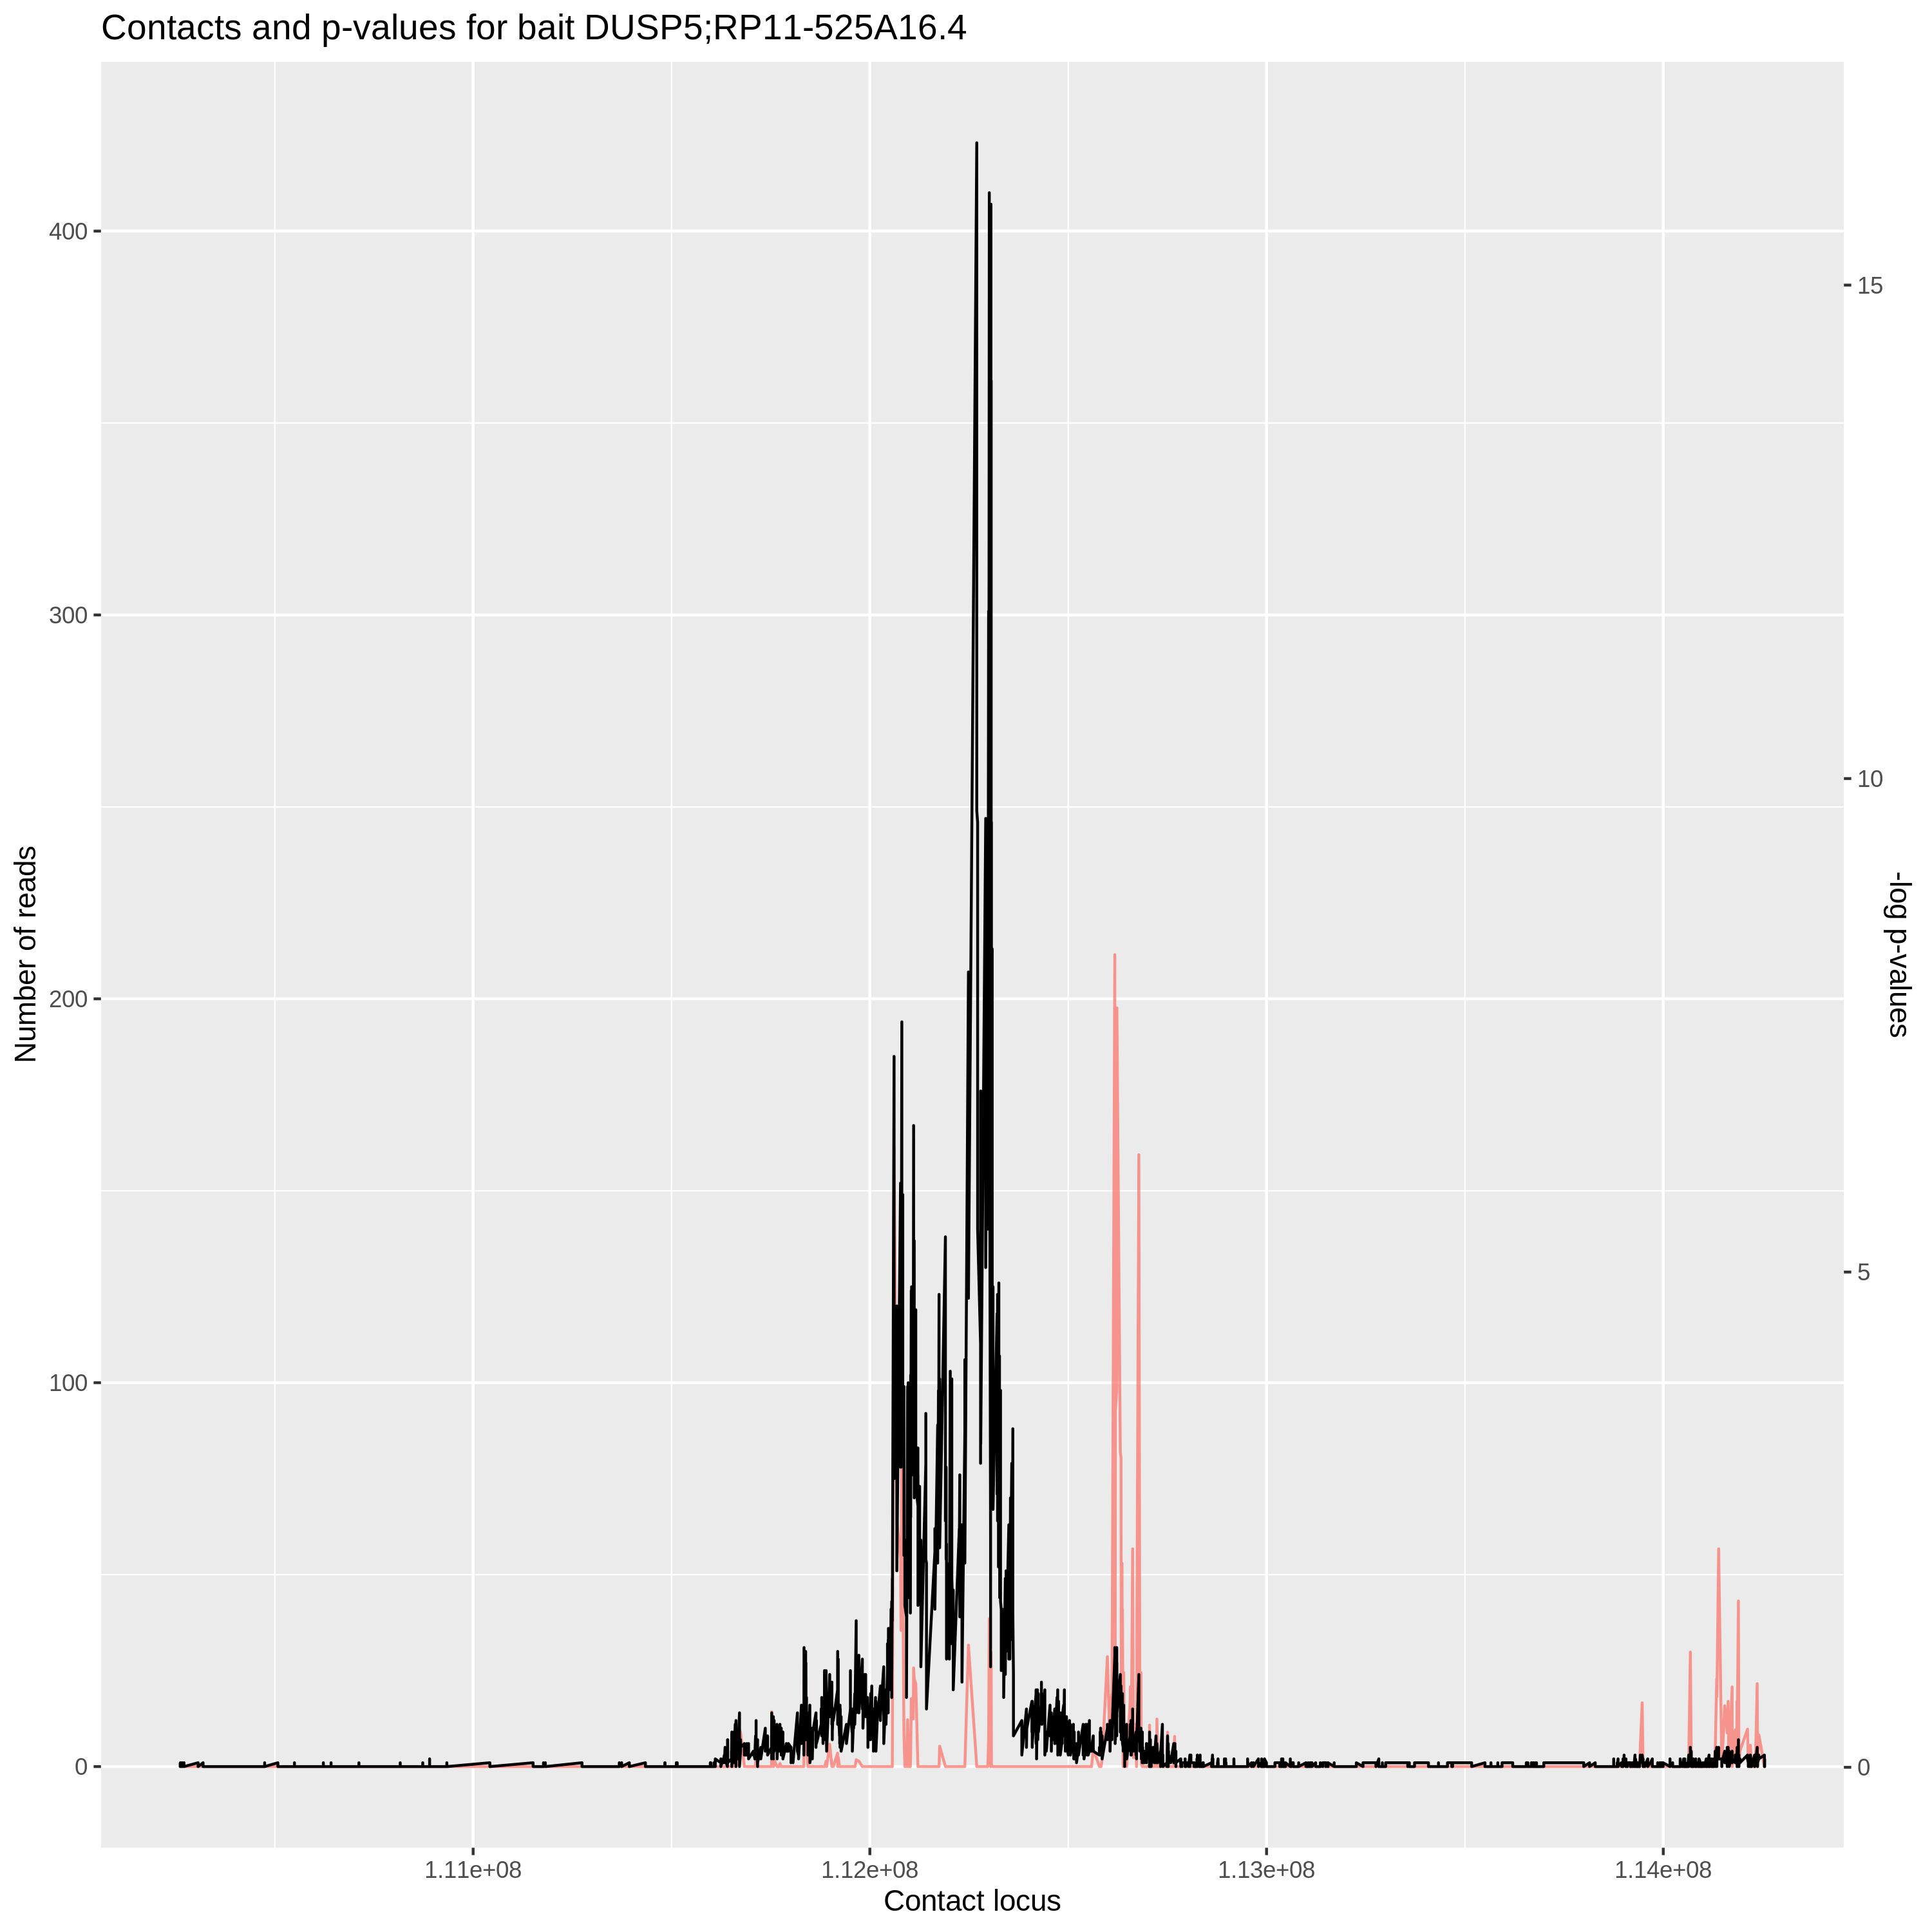 Contacts and p-values for bait DUSP5;RP11-525A16.4
400
300
200
100
0
Number of reads
15
10
5
0
-log p-values
1.11e+08
1.12e+08
1.13e+08
1.14e+08
Contact locus